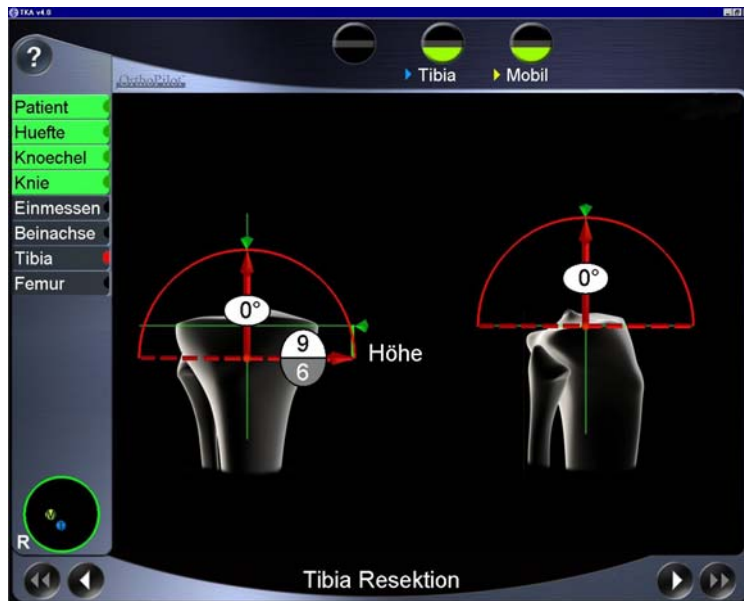 TKA v4.0
?
Tibia
Mobil
OrthoPilot
Patient
Huefte
Knoechel
Knie
Einmessen
Beinachse
Tibia
Femur
0°
0°
9
6
Höhe
R
Tibia Resektion